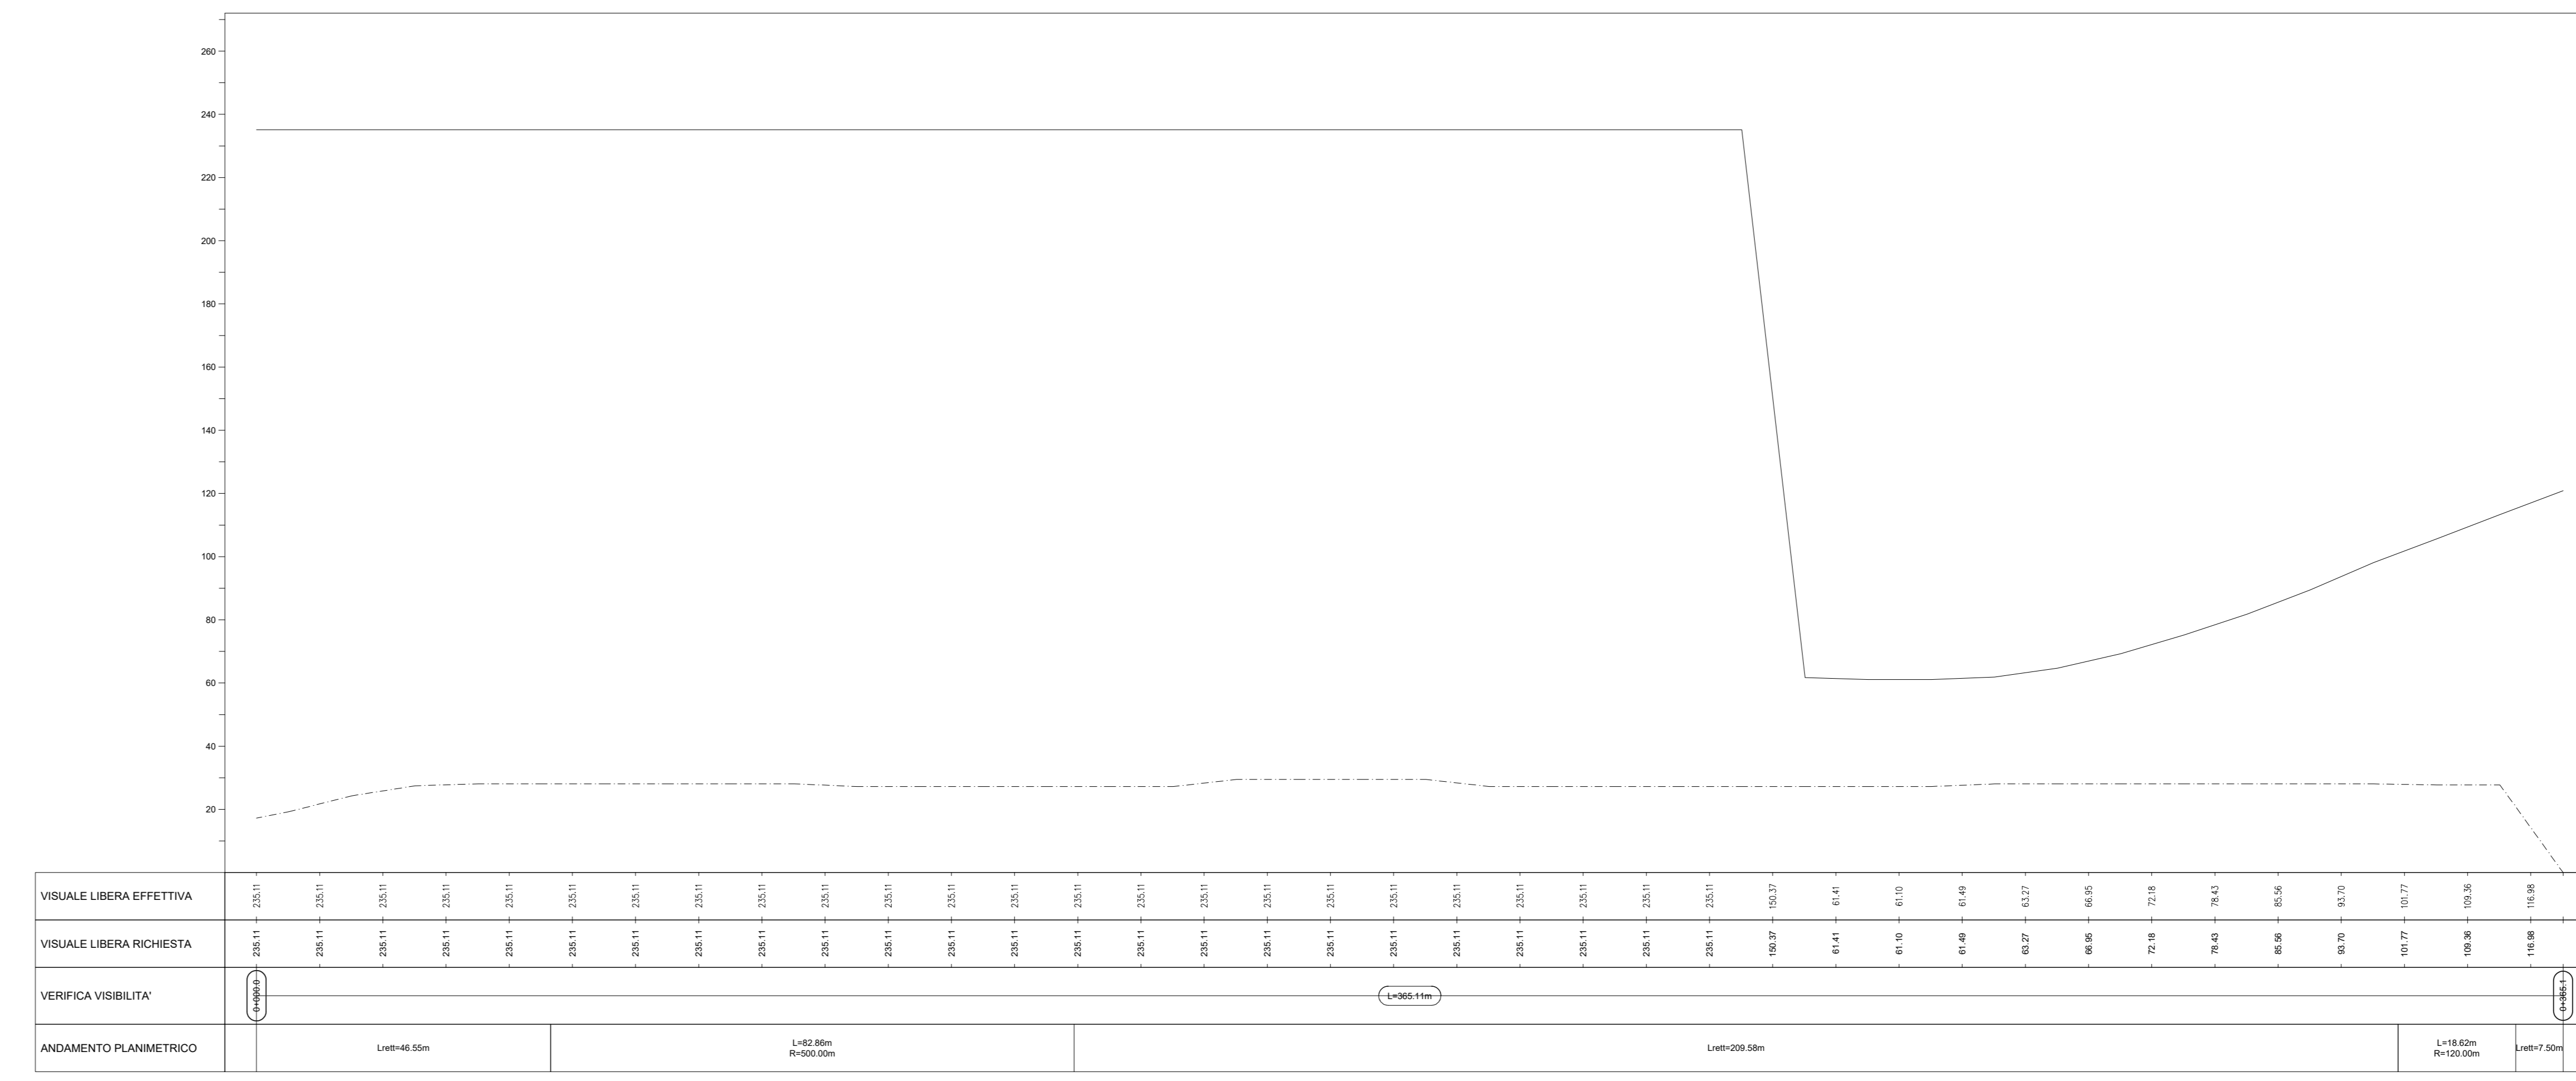 260
240
220
200
180
160
140
120
100
80
60
40
20
VISUALE LIBERA EFFETTIVA 235.11 235.11 235.11 235.11 235.11 235.11 235.11 235.11 235.11 235.11 235.11 235.11 235.11 235.11 235.11 235.11 235.11 235.11 235.11 235.11 235.11 235.11 235.11 235.11 150.37 61.41 61.10 61.49 63.27 66.95 72.18 78.43 85.56 93.70 101.77 109.36 116.98
VISUALE LIBERA RICHIESTA 235.11 235.11 235.11 235.11 235.11 235.11 235.11 235.11 235.11 235.11 235.11 235.11 235.11 235.11 235.11 235.11 235.11 235.11 235.11 235.11 235.11 235.11 235.11 235.11 150.37 61.41 61.10 61.49 63.27 66.95 72.18 78.43 85.56 93.70 101.77 109.36 116.98
VERIFICA VISIBILITA' 0+000.0 L=365.11m 0+365.1
ANDAMENTO PLANIMETRICO
Lrett=46.55m
L=82.86m
R=500.00m
Lrett=209.58m
L=18.62m
R=120.00m
Lrett=7.50m